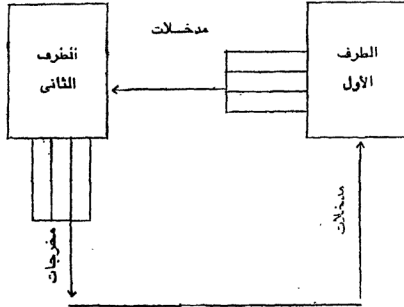 مدخلات
الطرف
الأول
الطرف
الثانى
مدخلات
مخرجات